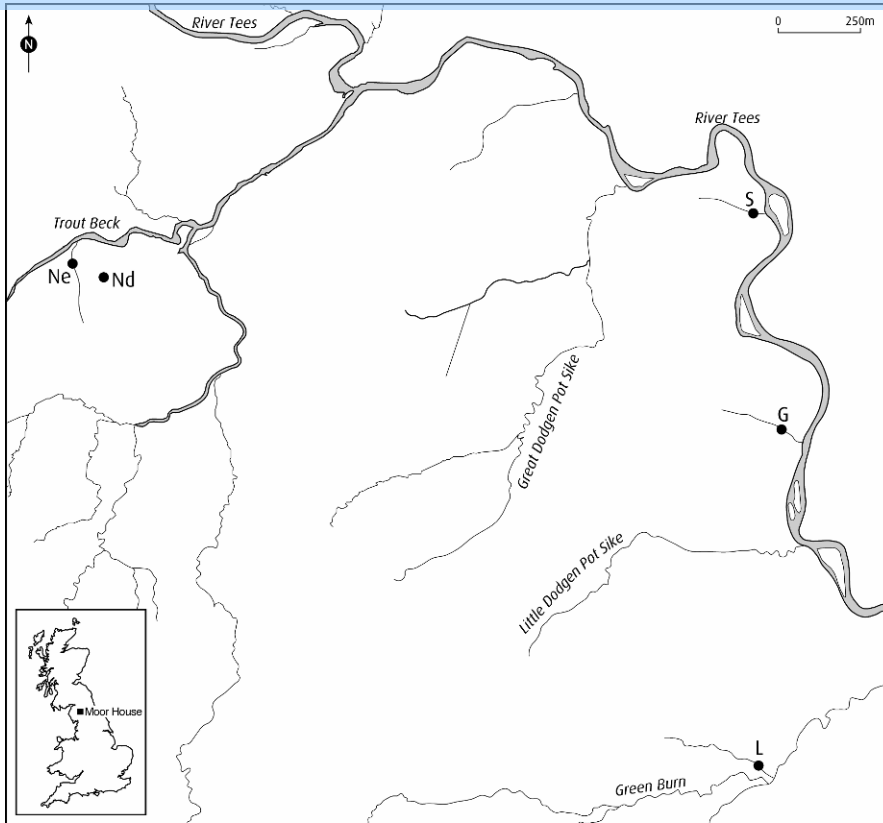 River Tees
N
0 250m
River Tees
S
Trout Beck
Ne
Nd
Great Dodgen Pot Sike
G
Little Dodgen Pot Sike
Moor House
L
Green Burn